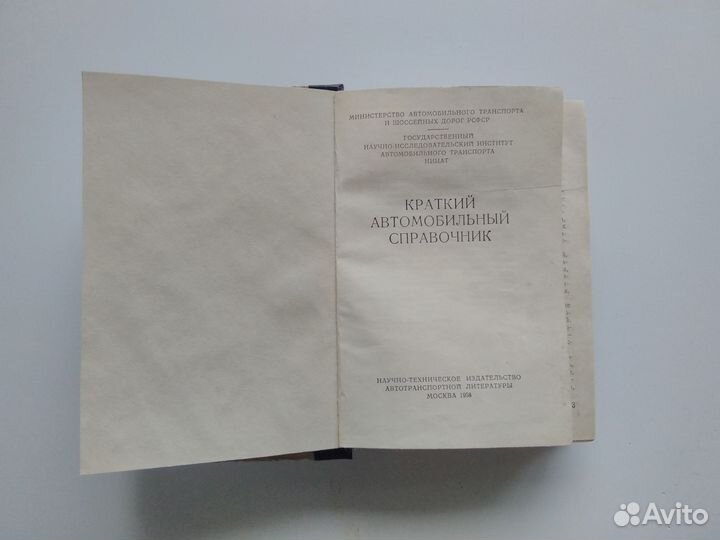 МИНИСТЕРСТВО АВТОМОБИЛЬНОГО ТРАНСПОРТА
И ШОССЕЙНЫХ ДОРОГ РСФСР
ГОСУДАРСТВЕННЫЙ
НАУЧНО-ИССЛЕДОВАТЕЛЬСКИЙ ИНСТИТУТ
АВТОМОБИЛЬНОГО ТРАНСПОРТА
НИИАТ
КРАТКИЙ
АВТОМОБИЛЬНЫЙ
СПРАВОЧНИК
НАУЧНО-ТЕХНИЧЕСКОЕ ИЗДАТЕЛЬСТВО
АВТОТРАНСПОРТНОЙ ЛИТЕРАТУРЫ
МОСКВА 1958
3
Avito